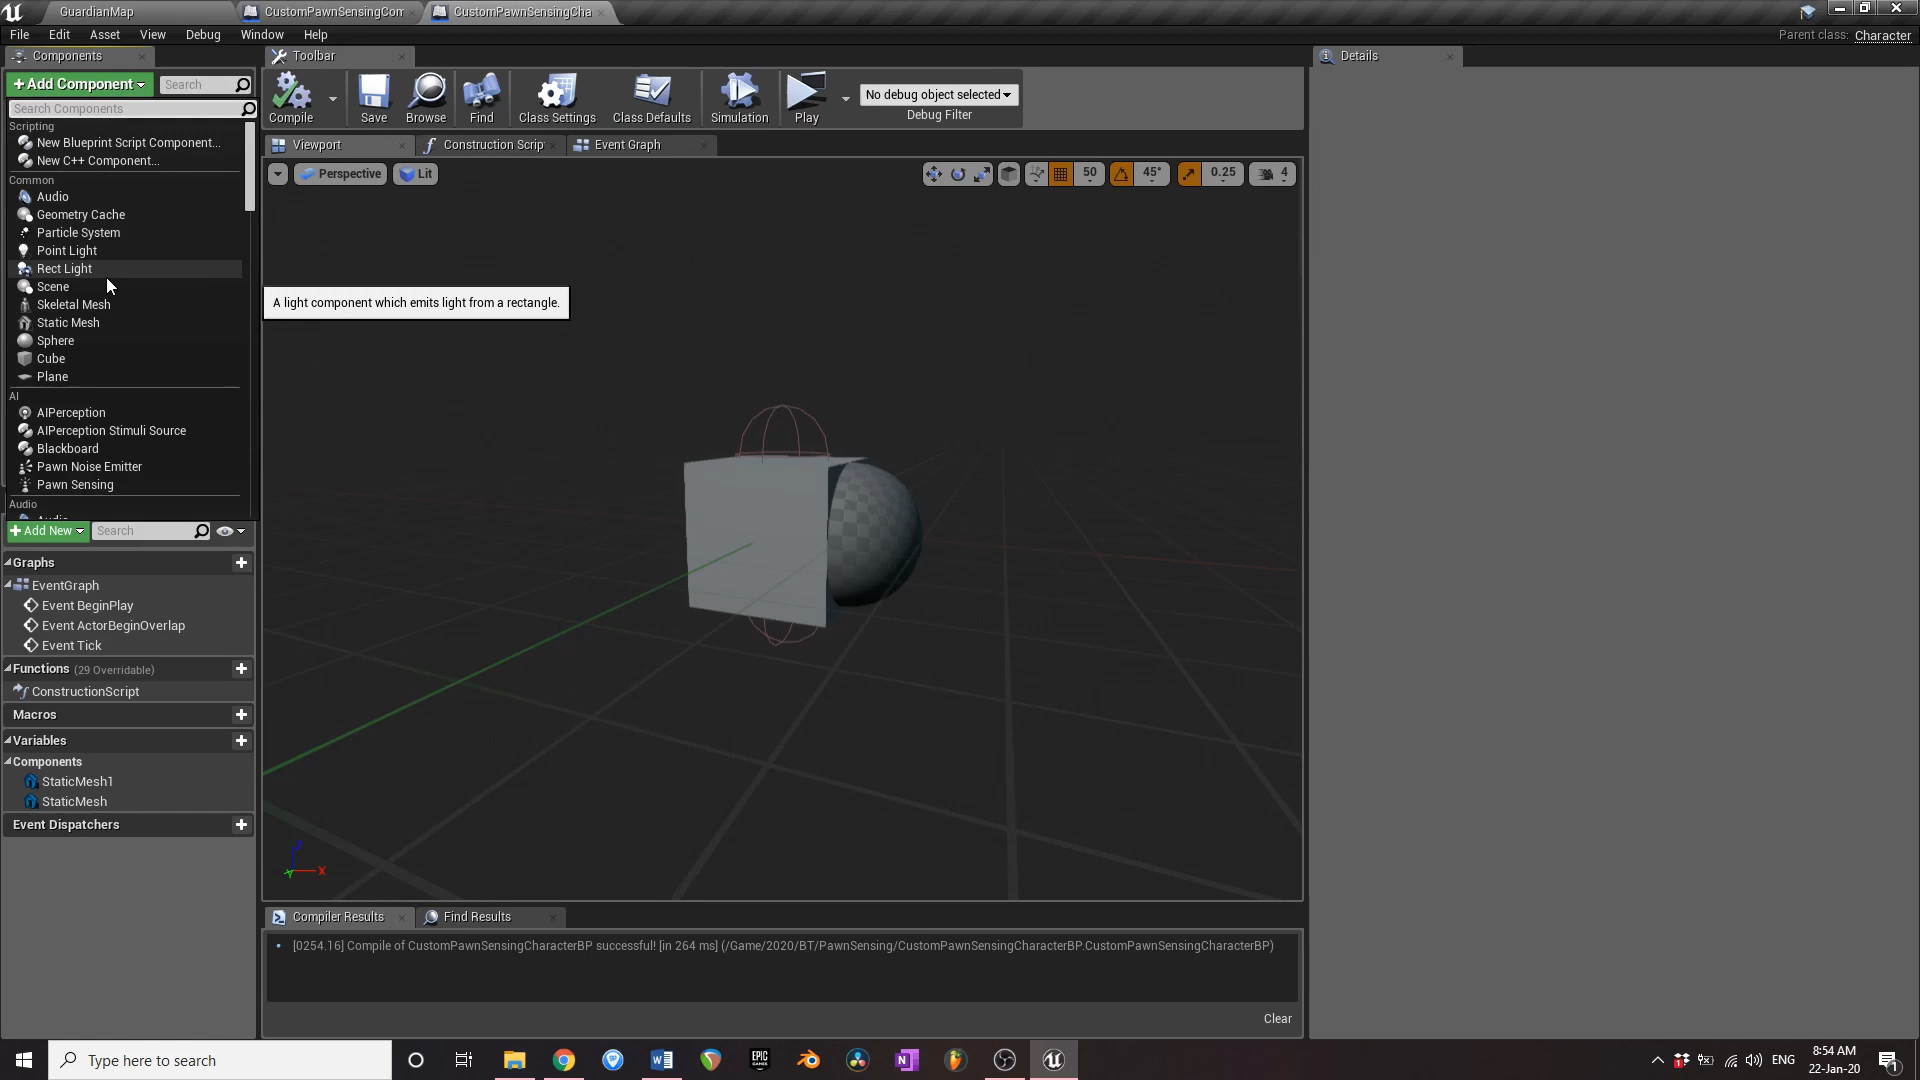 GuardianMap
CustomPawnSensingCom
CustomPawnSensingCha
File Edit Asset View Debug Window Help
Parent class: Character
Components
Toolbar
Details
+Add Component
Search
Search Components
Scripting
New Blueprint Script Component...
New C++ Component...
Common
Audio
Geometry Cache
Particle System
Point Light
Rect Light
Scene
Skeletal Mesh
Static Mesh
Sphere
Cube
Plane
AI
AIPerception
AIPerception Stimuli Source
Blackboard
Pawn Noise Emitter
Pawn Sensing
Audio
Compile
Save
Browse
Find
Class Settings
Class Defaults
Simulation
Play
No debug object selected
Debug Filter
Viewport
Construction Scrip
Event Graph
Perspective
Lit
50
45°
0.25
4
A light component which emits light from a rectangle.
+Add New
Search
Graphs
EventGraph
Event BeginPlay
Event ActorBeginOverlap
Event Tick
Functions (29 Overridable)
ConstructionScript
Macros
Variables
Components
StaticMesh1
StaticMesh
Event Dispatchers
Z
X
Y
Compiler Results
Find Results
[0254.16] Compile of CustomPawnSensingCharacterBP successful! [in 264 ms] (/Game/2020/BT/PawnSensing/CustomPawnSensingCharacterBP.CustomPawnSensingCharacterBP)
Clear
Type here to search
EPIC GAMES
ENG
8:54 AM
22-Jan-20
1